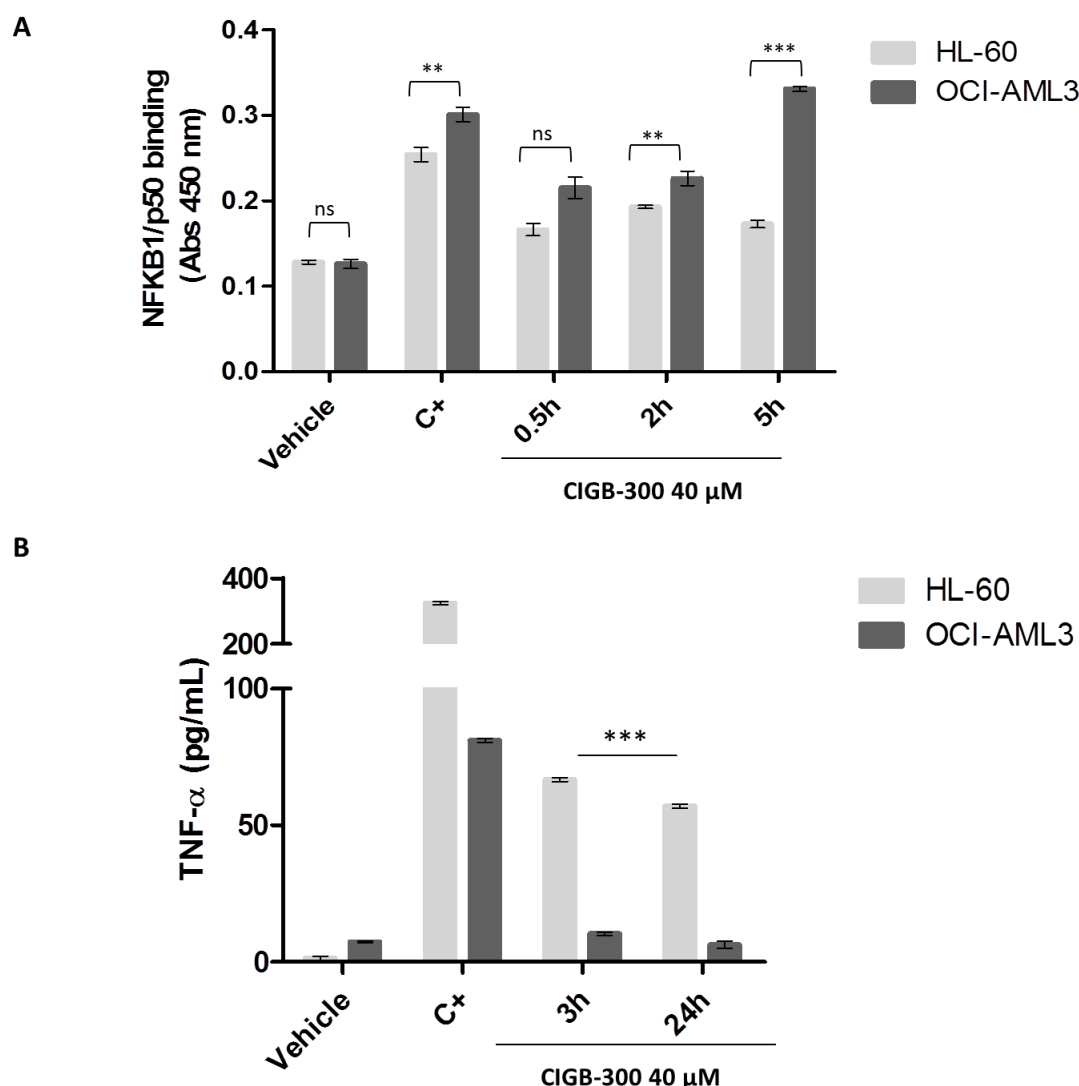 A
NFKB1/p50 binding
(Abs 450 nm)
0.4
0.3
0.2
0.1
0.0
ns
**
ns
**
***
HL-60
OCI-AML3
Vehicle
C+
0.5h
2h
5h
CIGB-300 40 µM
B
TNF-α (pg/mL)
400
200
100
50
0
***
HL-60
OCI-AML3
Vehicle
C+
3h
24h
CIGB-300 40 µM